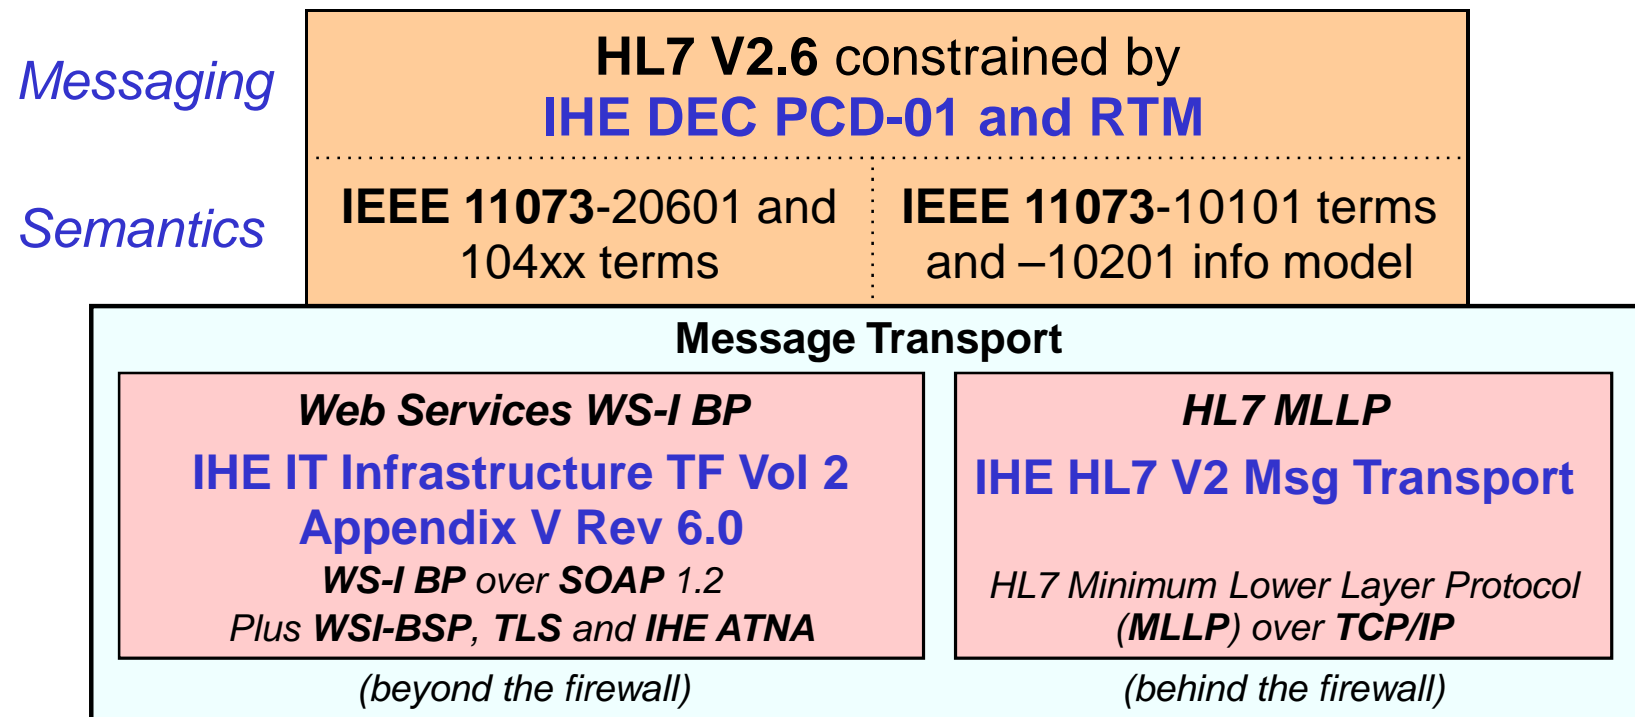 Messaging
HL7 V2.6 constrained by
IHE DEC PCD-01 and RTM
Semantics
IEEE 11073-20601 and
104xx terms
IEEE 11073-10101 terms
and –10201 info model
Message Transport
Web Services WS-I BP
IHE IT Infrastructure TF Vol 2
Appendix V Rev 6.0
WS-I BP over SOAP 1.2
Plus WSI-BSP, TLS and IHE ATNA
(beyond the firewall)
HL7 MLLP
IHE HL7 V2 Msg Transport
HL7 Minimum Lower Layer Protocol
(MLLP) over TCP/IP
(behind the firewall)